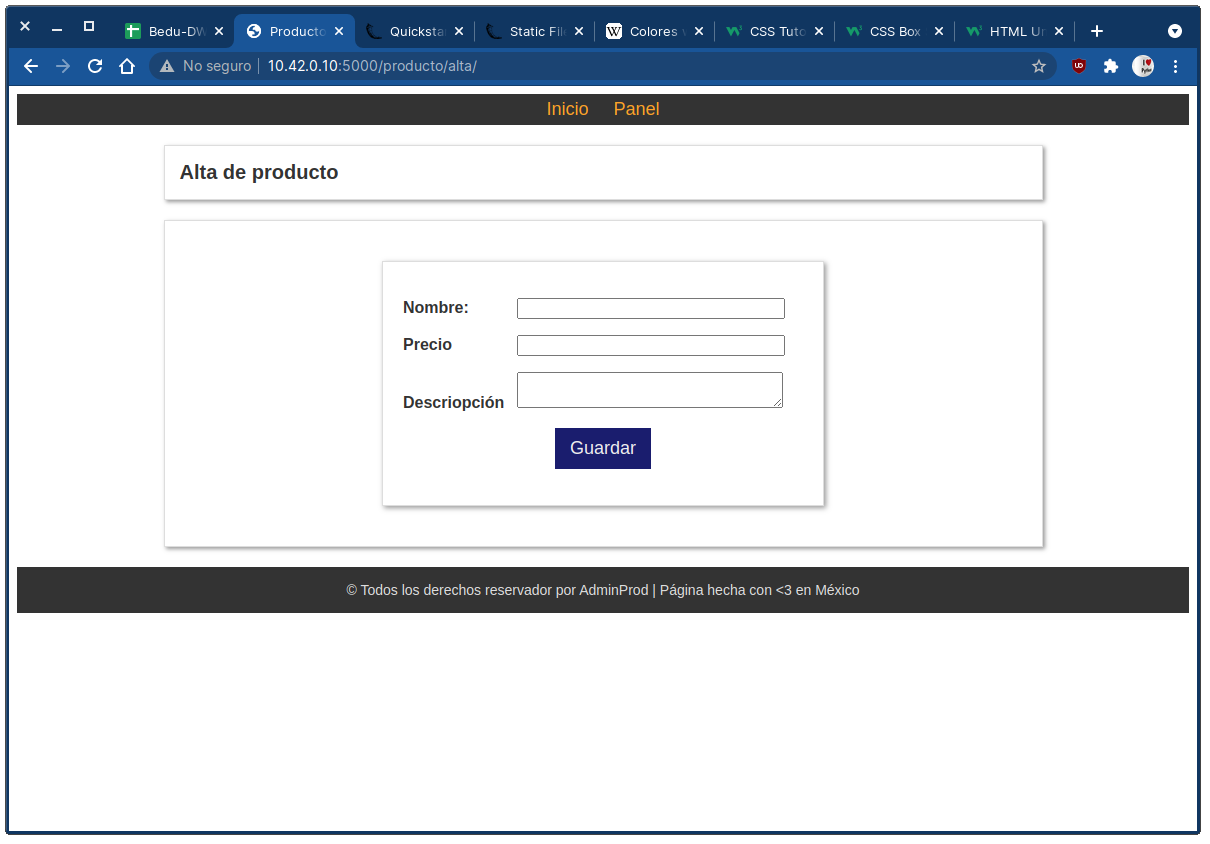 Bedu-DW Producto Quickstar Static File Colores v CSS Tuto CSS Box HTML Ur
No seguro 10.42.0.10:5000/producto/alta/
Inicio Panel
Alta de producto
Nombre:
Precio
Descriopción
Guardar
© Todos los derechos reservador por AdminProd | Página hecha con <3 en México